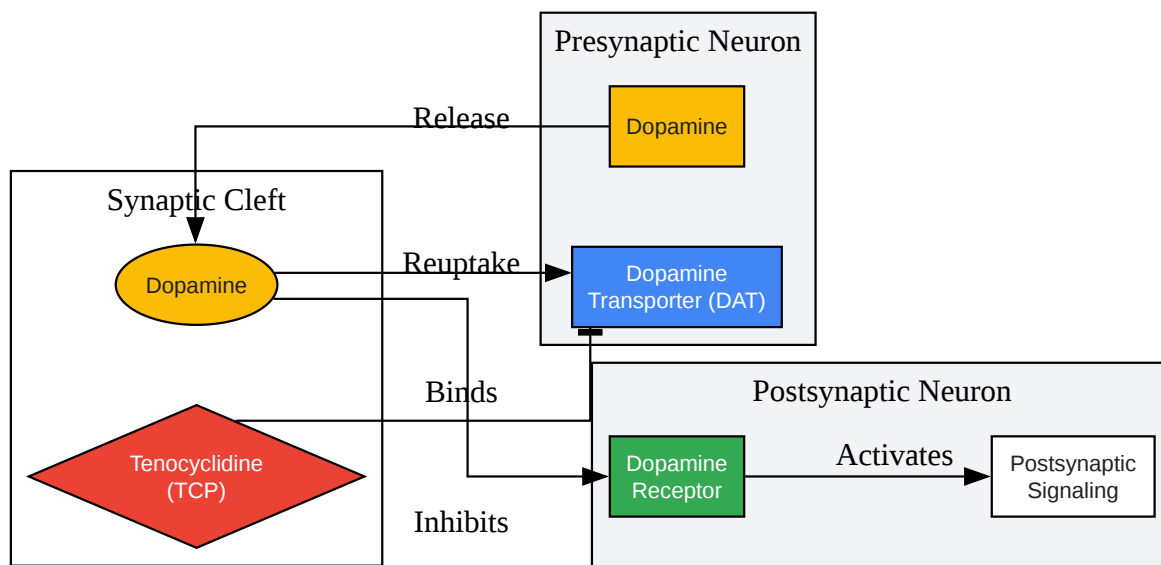 Presynaptic Neuron
Dopamine
Release
Synaptic Cleft
Dopamine
Reuptake
Dopamine
Transporter (DAT)
Binds
Postsynaptic Neuron
Tenocyclidine
(TCP)
Dopamine
Receptor
Activates
Postsynaptic
Signaling
Inhibits